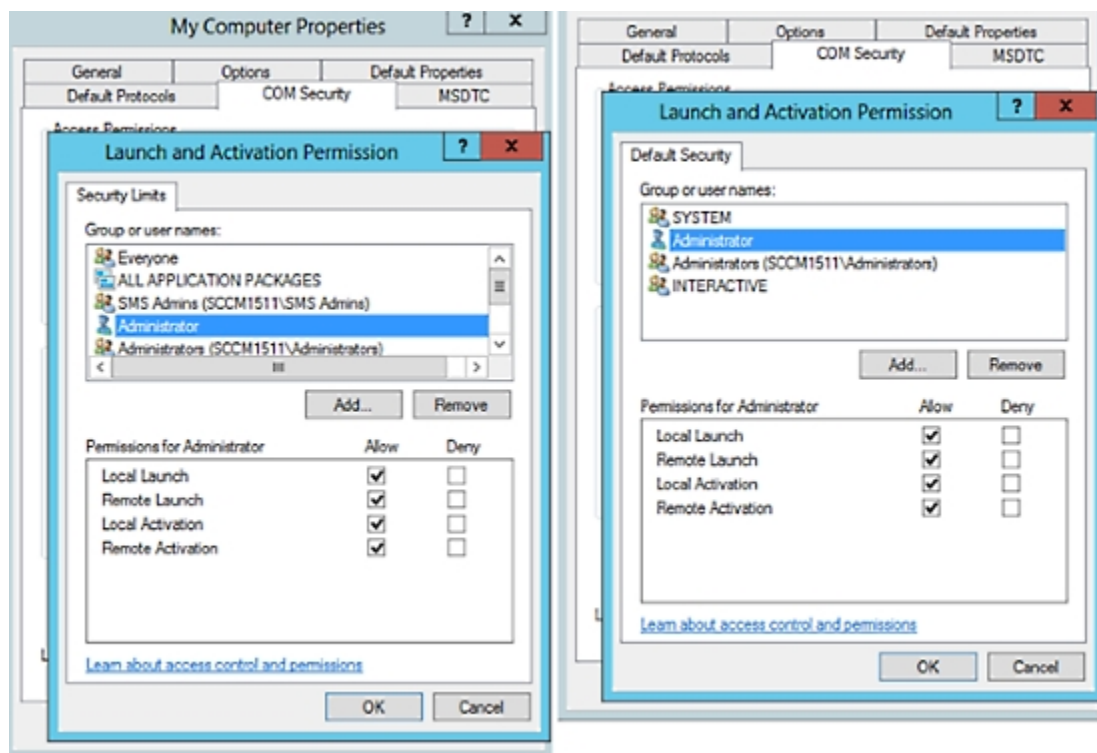 My Computer Properties
? x
General Options Default Properties
Default Protocols COM Security MSDTC
Access Permissions
Launch and Activation Permission
? x
Security Limits
Group or user names:
Everyone
ALL APPLICATION PACKAGES
SMS Admins (SCCM1511\SMS Admins)
Administrator
Administrators (SCCM1511\Administrators)
Add... Remove
Permissions for Administrator Allow Deny
Local Launch
Remote Launch
Local Activation
Remote Activation
Learn about access control and permissions
OK Cancel
General Options Default Properties
Default Protocols COM Security MSDTC
Access Permissions
Launch and Activation Permission
? x
Default Security
Group or user names:
SYSTEM
Administrator
Administrators (SCCM1511\Administrators)
INTERACTIVE
Add... Remove
Permissions for Administrator Allow Deny
Local Launch
Remote Launch
Local Activation
Remote Activation
Learn about access control and permissions
OK Cancel